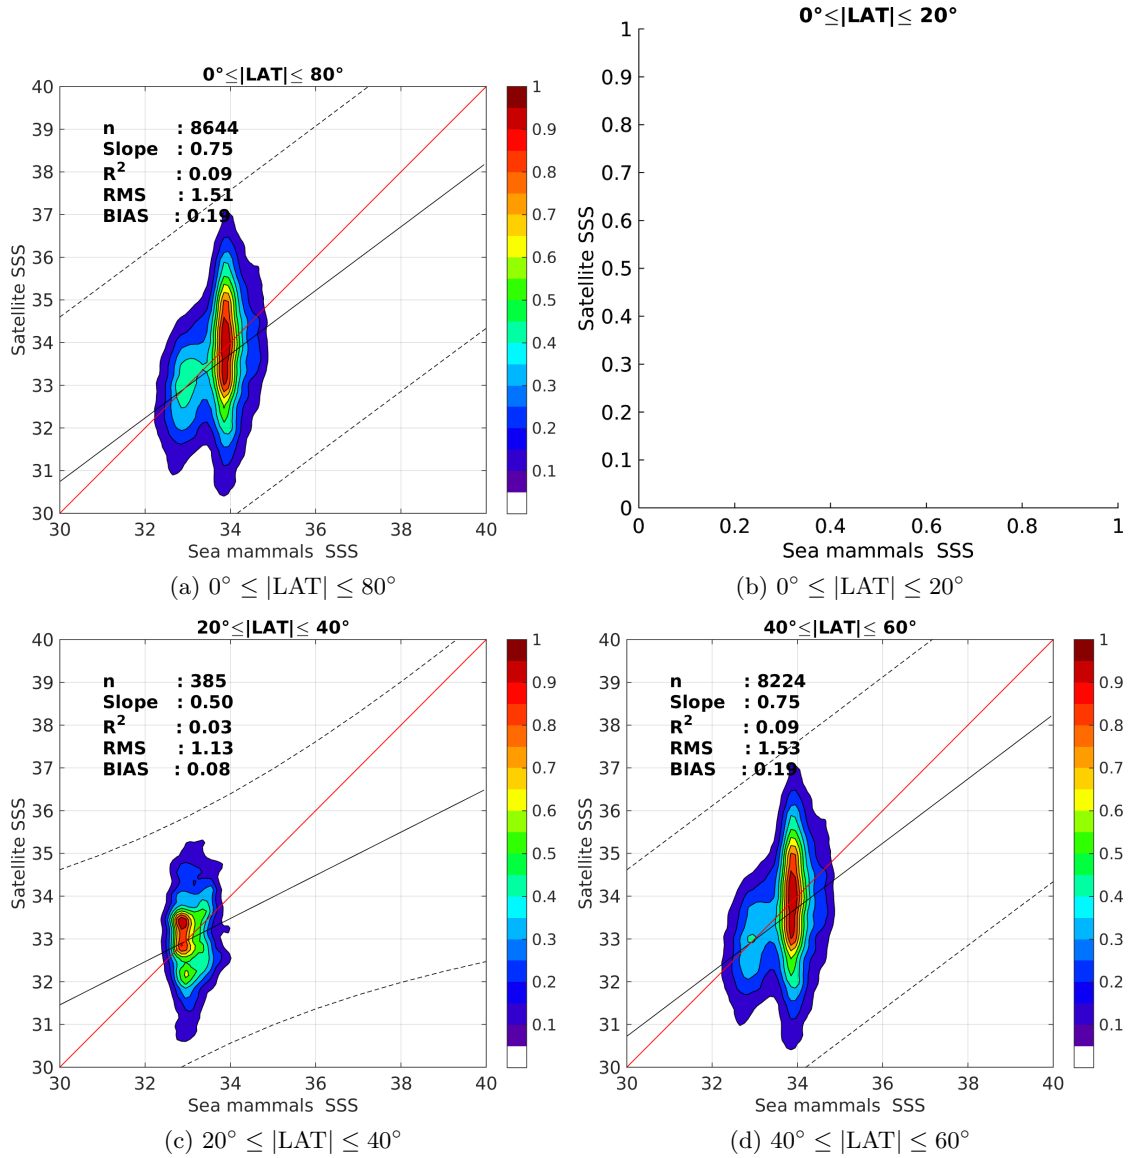 0°≤|LAT|≤ 80°
n : 8644
Slope : 0.75
R² : 0.09
RMS : 1.51
BIAS : 0.19
40
39
38
37
36
35
34
33
32
31
30
Satellite SSS
30 32 34 36 38 40
Sea mammals SSS
1
0.9
0.8
0.7
0.6
0.5
0.4
0.3
0.2
0.1
(a) 0° ≤ |LAT| ≤ 80°
0°≤|LAT|≤ 20°
1
0.9
0.8
0.7
0.6
0.5
0.4
0.3
0.2
0.1
0
Satellite SSS
0 0.2 0.4 0.6 0.8 1
Sea mammals SSS
(b) 0° ≤ |LAT| ≤ 20°
20°≤|LAT|≤ 40°
n : 385
Slope : 0.50
R² : 0.03
RMS : 1.13
BIAS : 0.08
40
39
38
37
36
35
34
33
32
31
30
Satellite SSS
30 32 34 36 38 40
Sea mammals SSS
1
0.9
0.8
0.7
0.6
0.5
0.4
0.3
0.2
0.1
(c) 20° ≤ |LAT| ≤ 40°
40°≤|LAT|≤ 60°
n : 8224
Slope : 0.75
R² : 0.09
RMS : 1.53
BIAS : 0.19
40
39
38
37
36
35
34
33
32
31
30
Satellite SSS
30 32 34 36 38 40
Sea mammals SSS
1
0.9
0.8
0.7
0.6
0.5
0.4
0.3
0.2
0.1
(d) 40° ≤ |LAT| ≤ 60°